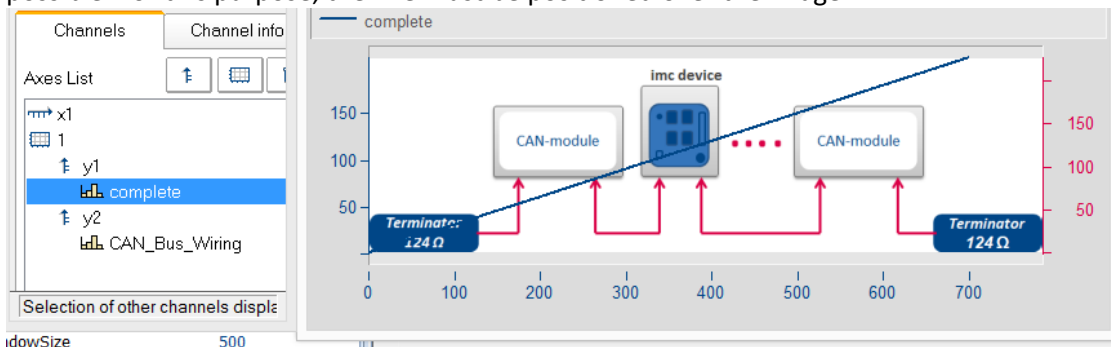 complete
Channels Channel info
Axes List
x1
1
y1
complete
y2
CAN_Bus_Wiring
Selection of other channels displa
500
imc device
CAN-module
CAN-module
Terminator
124 Ω
Terminator
124 Ω
150
100
50
150
100
50
0 100 200 300 400 500 600 700